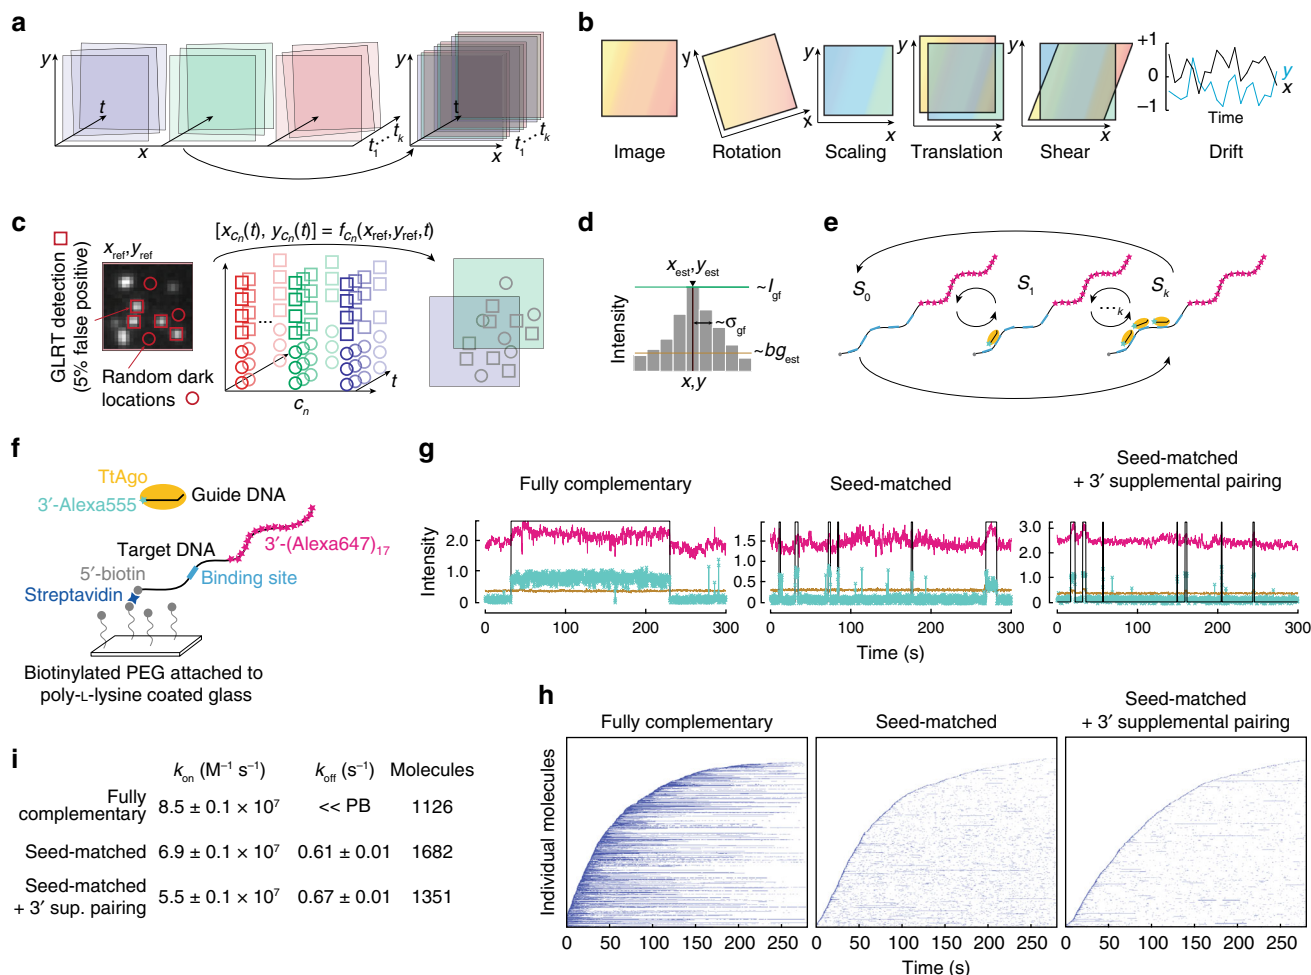 a
y
t
x
t1 ··· tk
y
t
x
t1 ··· tk
b
Image
y
x
Rotation
y
x
Scaling
y
x
Translation
y
x
Shear
+1
0
−1
y
x
Time
Drift
c
GLRT detection
(5% false positive)
xref,yref
Random dark
locations
[xcn(t), ycn(t)] = fcn(xref,yref,t)
...
t
cn
d
xest,yest
Intensity
~Igf
~σgf
~bgest
x,y
e
S0
S1
Sk
...k
f
TtAgo
3′-Alexa555
Guide DNA
Target DNA
3′-(Alexa647)17
5′-biotin
Binding site
Streptavidin
Biotinylated PEG attached to
poly-L-lysine coated glass
g
Fully complementary
Seed-matched
Seed-matched
+ 3′ supplemental pairing
Intensity
2.0
1.0
0
0 100 200 300
1.5
1.5
0.5
0
0 100 200 300
3.0
2.0
1.0
0
0 100 200 300
Time (s)
h
Fully complementary
Seed-matched
Seed-matched
+ 3′ supplemental pairing
Individual molecules
0 50 100 150 200 250
0 50 100 150 200 250
0 50 100 150 200 250
Time (s)
i
kon (M−1 s−1) koff (s−1) Molecules
Fully
complementary 8.5 ± 0.1 × 10⁷ << PB 1126
Seed-matched 6.9 ± 0.1 × 10⁷ 0.61 ± 0.01 1682
Seed-matched
+ 3′ sup. pairing 5.5 ± 0.1 × 10⁷ 0.67 ± 0.01 1351